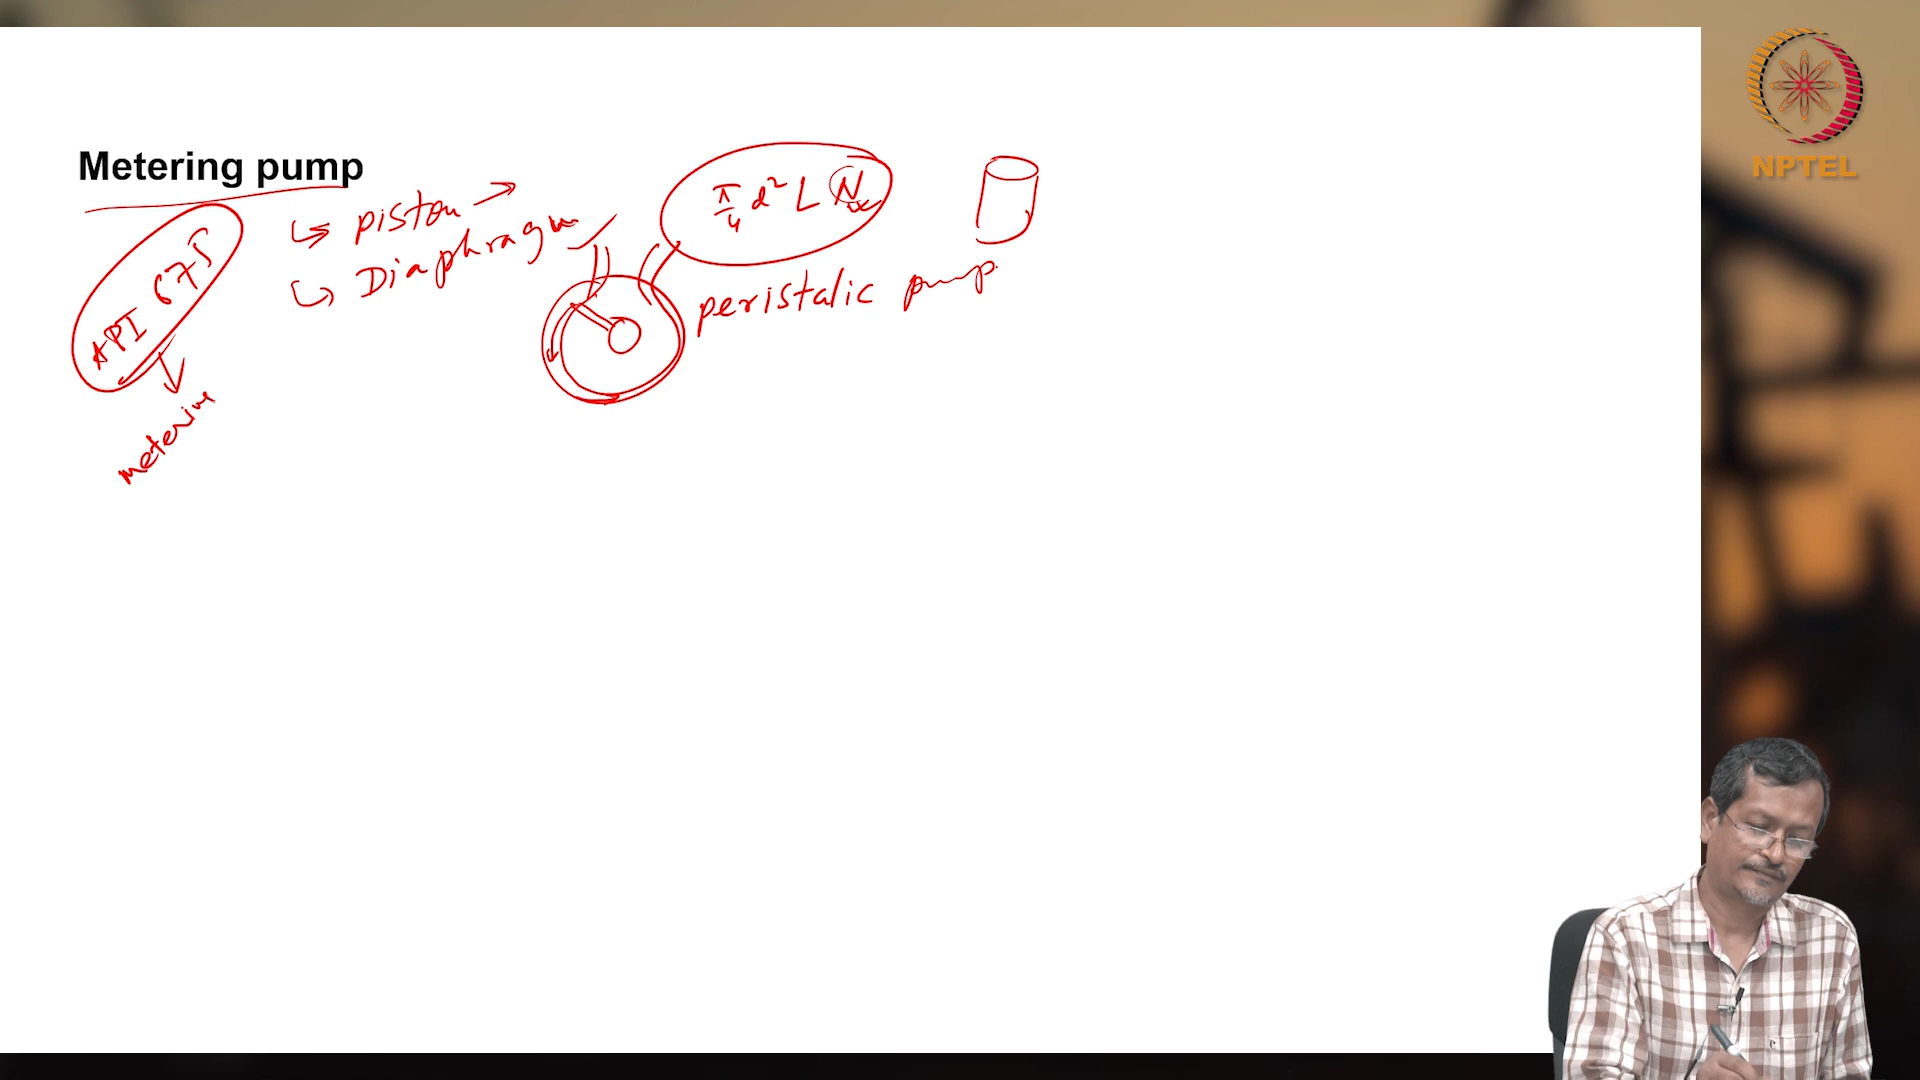 Metering pump
API 675
metering
↳ piston →
↳ Diaphragm
π/4 d² L N
peristalic pump
NPTEL